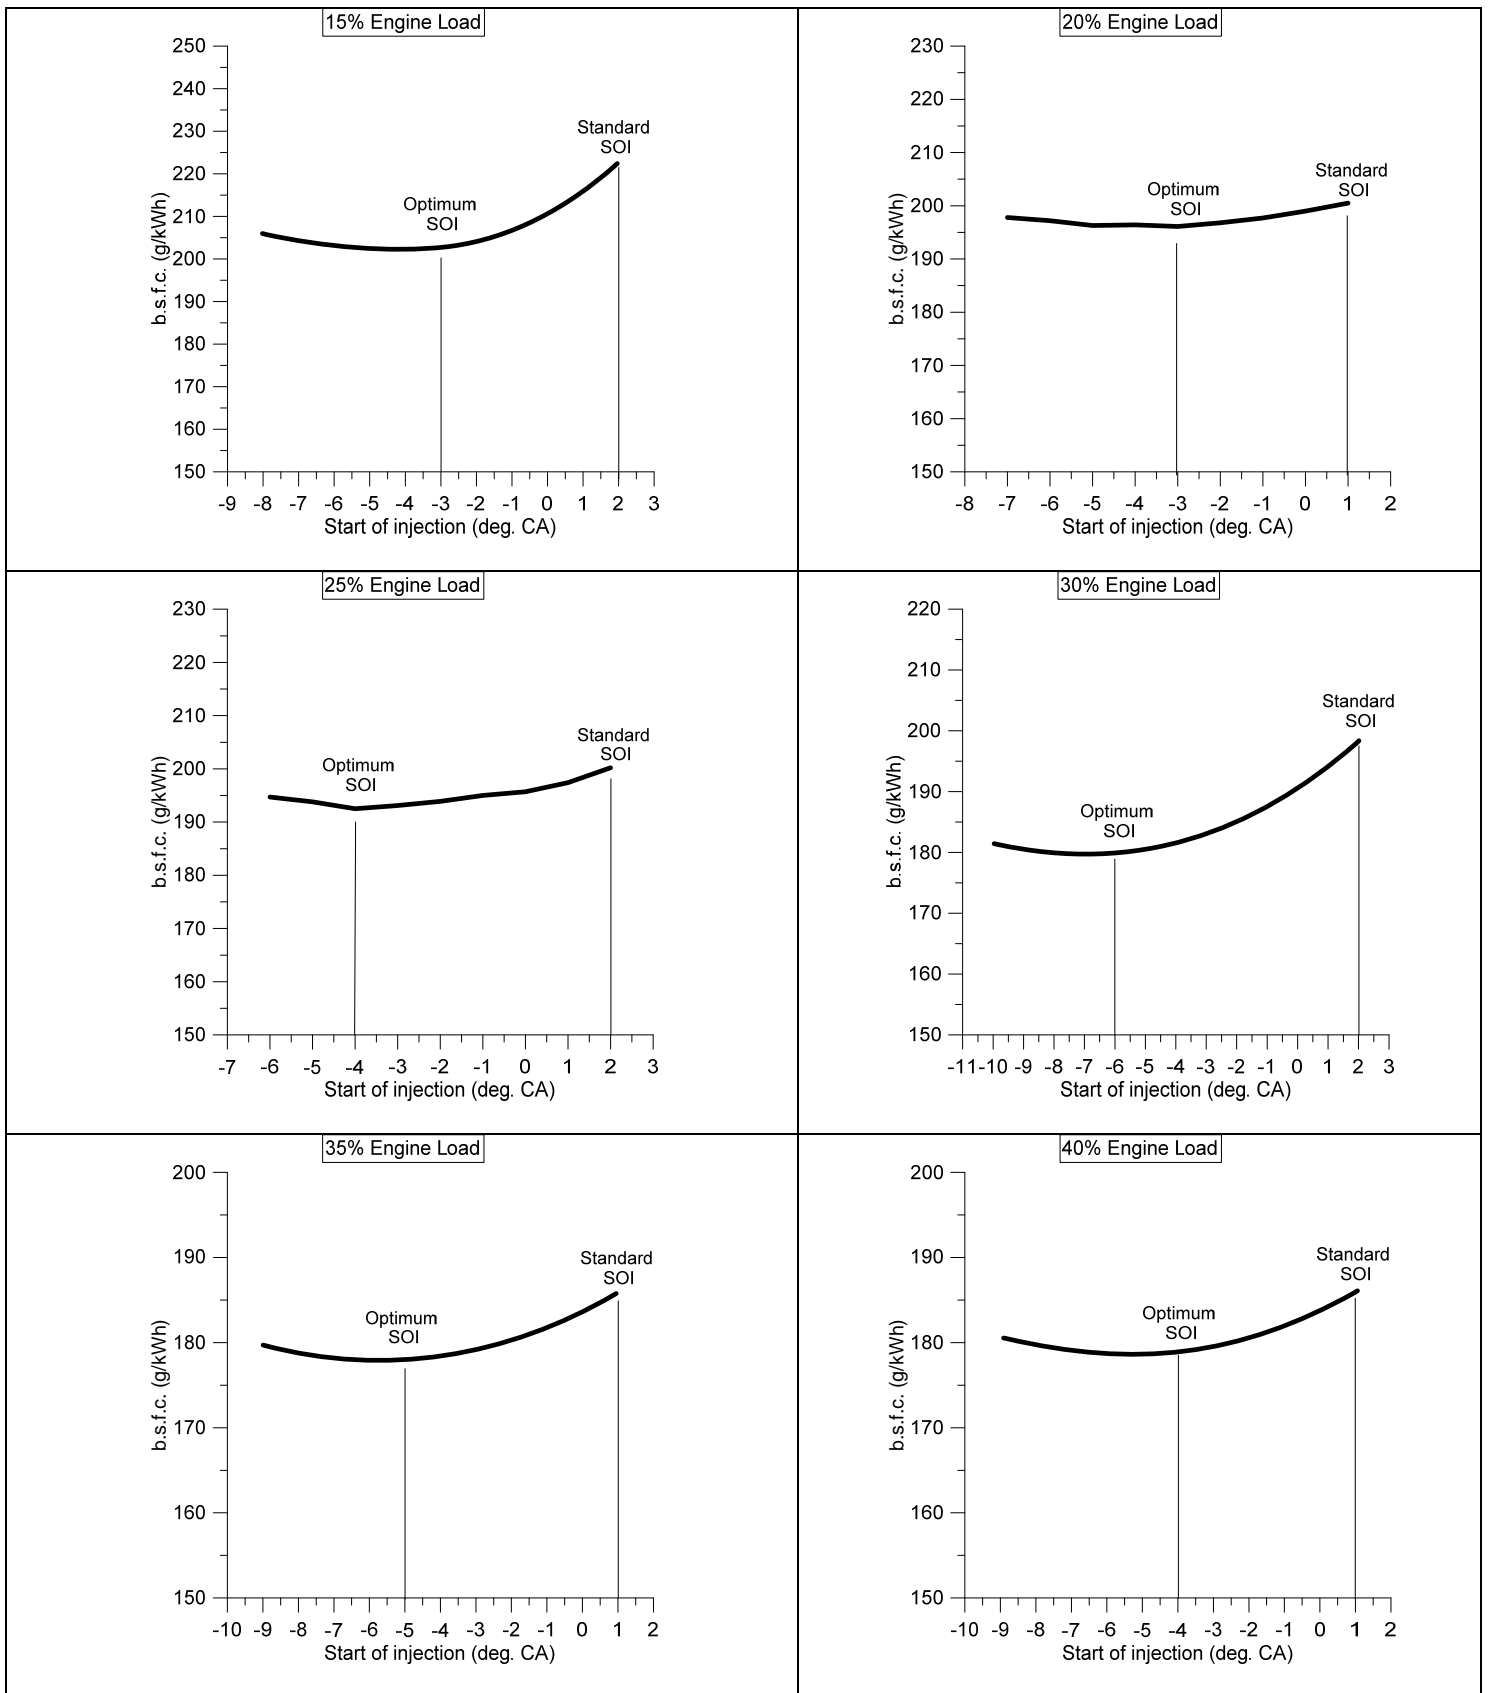 15% Engine Load
250
240
230
220
210
200
190
180
170
160
150
b.s.f.c. (g/kWh)
Optimum
SOI
Standard
SOI
-9 -8 -7 -6 -5 -4 -3 -2 -1 0 1 2 3
Start of injection (deg. CA)
20% Engine Load
230
220
210
200
190
180
170
160
150
b.s.f.c. (g/kWh)
Optimum
SOI
Standard
SOI
-8 -7 -6 -5 -4 -3 -2 -1 0 1 2
Start of injection (deg. CA)
25% Engine Load
230
220
210
200
190
180
170
160
150
b.s.f.c. (g/kWh)
Optimum
SOI
Standard
SOI
-7 -6 -5 -4 -3 -2 -1 0 1 2 3
Start of injection (deg. CA)
30% Engine Load
220
210
200
190
180
170
160
150
b.s.f.c. (g/kWh)
Optimum
SOI
Standard
SOI
-11 -10 -9 -8 -7 -6 -5 -4 -3 -2 -1 0 1 2 3
Start of injection (deg. CA)
35% Engine Load
200
190
180
170
160
150
b.s.f.c. (g/kWh)
Optimum
SOI
Standard
SOI
-10 -9 -8 -7 -6 -5 -4 -3 -2 -1 0 1 2
Start of injection (deg. CA)
40% Engine Load
200
190
180
170
160
150
b.s.f.c. (g/kWh)
Optimum
SOI
Standard
SOI
-10 -9 -8 -7 -6 -5 -4 -3 -2 -1 0 1 2
Start of injection (deg. CA)